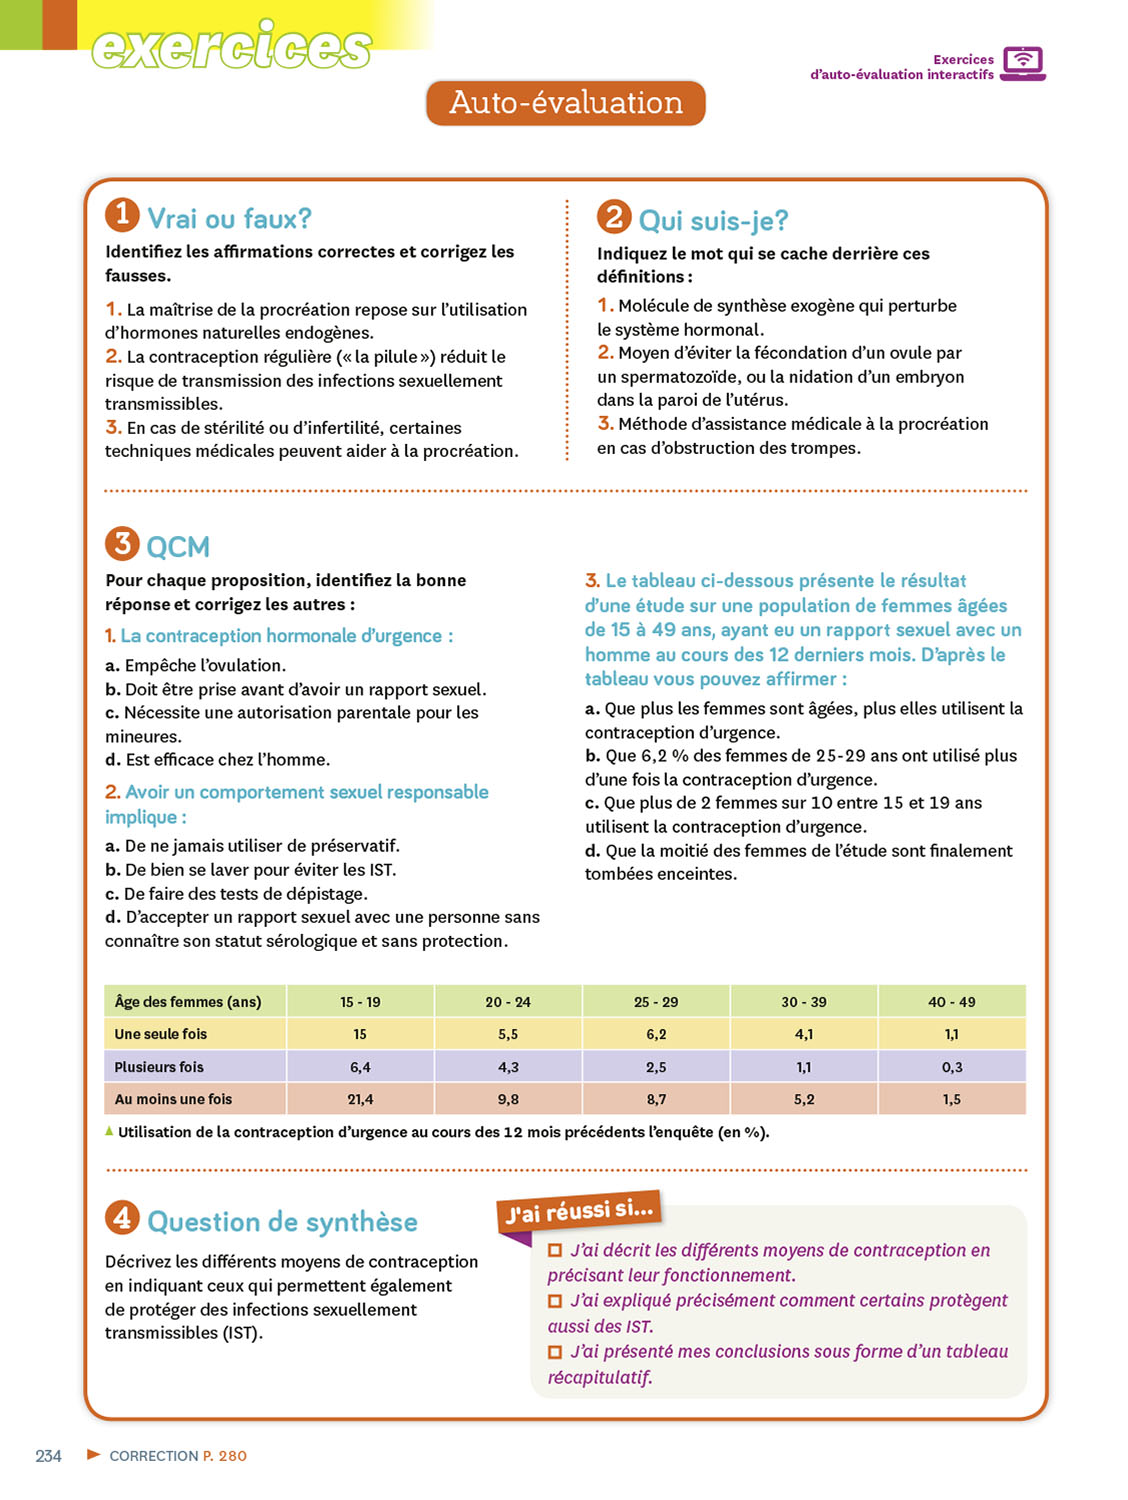 exercices
Exercices
d'auto-évaluation interactifs
Auto-évaluation
1 Vrai ou faux?
Identifiez les affirmations correctes et corrigez les
fausses.
1. La maîtrise de la procréation repose sur l'utilisation
d'hormones naturelles endogènes.
2. La contraception régulière (« la pilule ») réduit le
risque de transmission des infections sexuellement
transmissibles.
3. En cas de stérilité ou d'infertilité, certaines
techniques médicales peuvent aider à la procréation.
2 Qui suis-je?
Indiquez le mot qui se cache derrière ces
définitions :
1. Molécule de synthèse exogène qui perturbe
le système hormonal.
2. Moyen d'éviter la fécondation d'un ovule par
un spermatozoïde, ou la nidation d'un embryon
dans la paroi de l'utérus.
3. Méthode d'assistance médicale à la procréation
en cas d'obstruction des trompes.
3 QCM
Pour chaque proposition, identifiez la bonne
réponse et corrigez les autres :
1. La contraception hormonale d'urgence :
a. Empêche l'ovulation.
b. Doit être prise avant d'avoir un rapport sexuel.
c. Nécessite une autorisation parentale pour les
mineures.
d. Est efficace chez l'homme.
2. Avoir un comportement sexuel responsable
implique :
a. De ne jamais utiliser de préservatif.
b. De bien se laver pour éviter les IST.
c. De faire des tests de dépistage.
d. D'accepter un rapport sexuel avec une personne sans
connaître son statut sérologique et sans protection.
3. Le tableau ci-dessous présente le résultat
d'une étude sur une population de femmes âgées
de 15 à 49 ans, ayant eu un rapport sexuel avec un
homme au cours des 12 derniers mois. D'après le
tableau vous pouvez affirmer :
a. Que plus les femmes sont âgées, plus elles utilisent la
contraception d'urgence.
b. Que 6,2 % des femmes de 25-29 ans ont utilisé plus
d'une fois la contraception d'urgence.
c. Que plus de 2 femmes sur 10 entre 15 et 19 ans
utilisent la contraception d'urgence.
d. Que la moitié des femmes de l'étude sont finalement
tombées enceintes.
Âge des femmes (ans) 15 - 19 20 - 24 25 - 29 30 - 39 40 - 49
Une seule fois 15 5,5 6,2 4,1 1,1
Plusieurs fois 6,4 4,3 2,5 1,1 0,3
Au moins une fois 21,4 9,8 8,7 5,2 1,5
Utilisation de la contraception d'urgence au cours des 12 mois précédents l'enquête (en %).
4 Question de synthèse
Décrivez les différents moyens de contraception
en indiquant ceux qui permettent également
de protéger des infections sexuellement
transmissibles (IST).
J'ai réussi si...
J'ai décrit les différents moyens de contraception en
précisant leur fonctionnement.
J'ai expliqué précisément comment certains protègent
aussi des IST.
J'ai présenté mes conclusions sous forme d'un tableau
récapitulatif.
234 CORRECTION P. 280